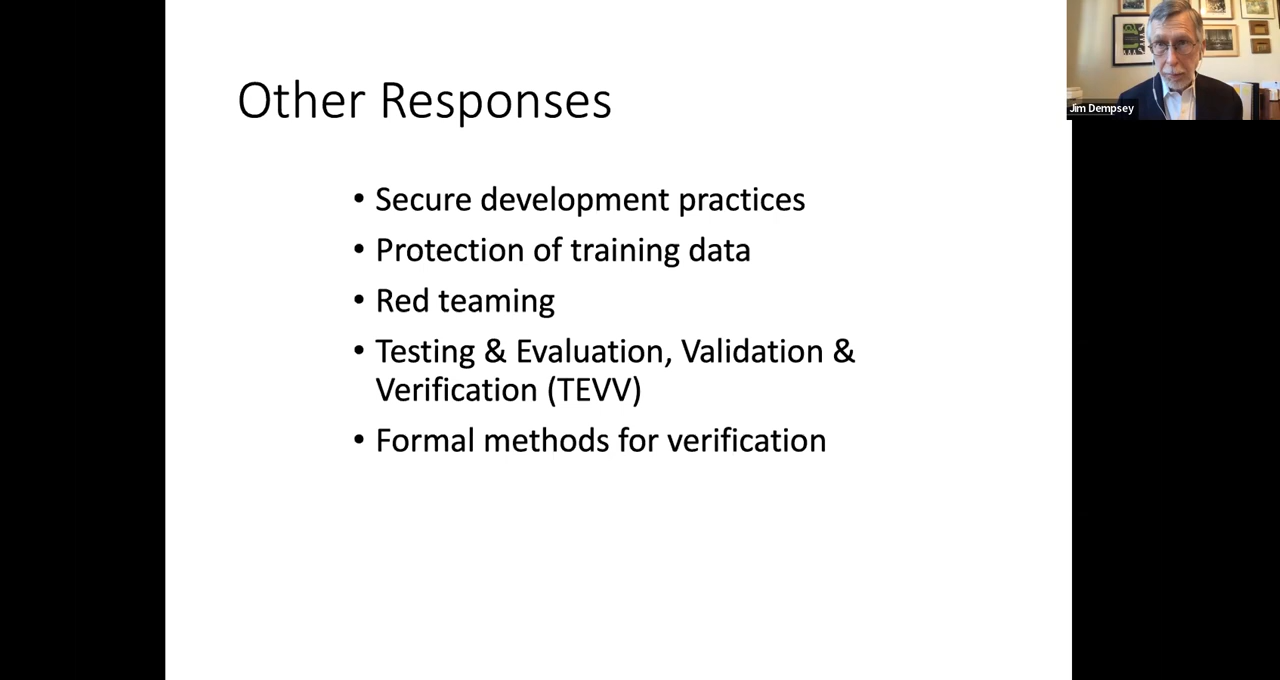 Other Responses
Jim Dempsey
• Secure development practices
• Protection of training data
• Red teaming
• Testing & Evaluation, Validation &
Verification (TEVV)
• Formal methods for verification